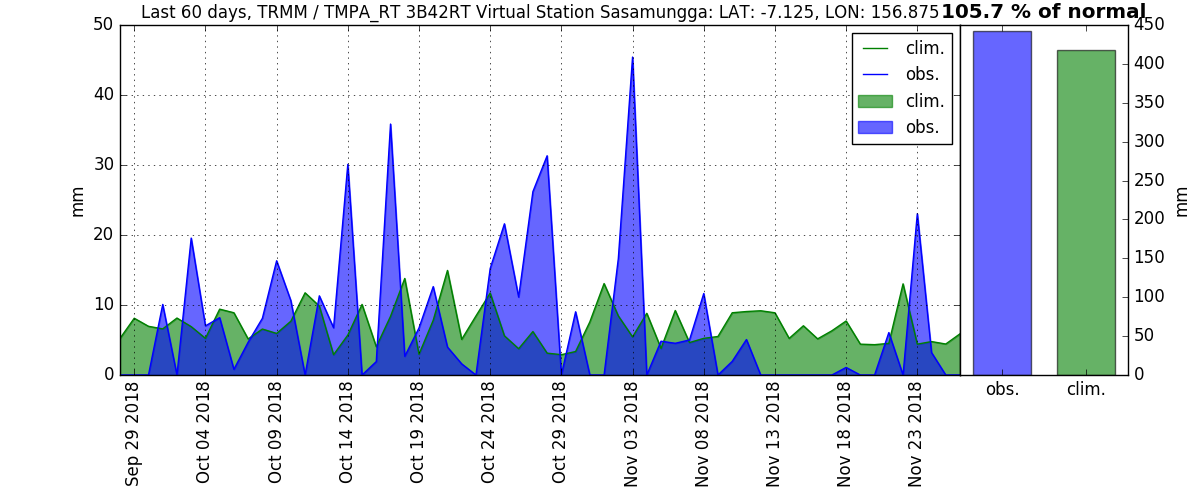 Last 60 days, TRMM / TMPA_RT 3B42RT Virtual Station Sasamungga: LAT: -7.125, LON: 156.875
105.7 % of normal
mm
50
40
30
20
10
0
clim.
obs.
clim.
obs.
Sep 29 2018
Oct 04 2018
Oct 09 2018
Oct 14 2018
Oct 19 2018
Oct 24 2018
Oct 29 2018
Nov 03 2018
Nov 08 2018
Nov 13 2018
Nov 18 2018
Nov 23 2018
450
400
350
300
250
200
150
100
50
0
mm
obs.
clim.